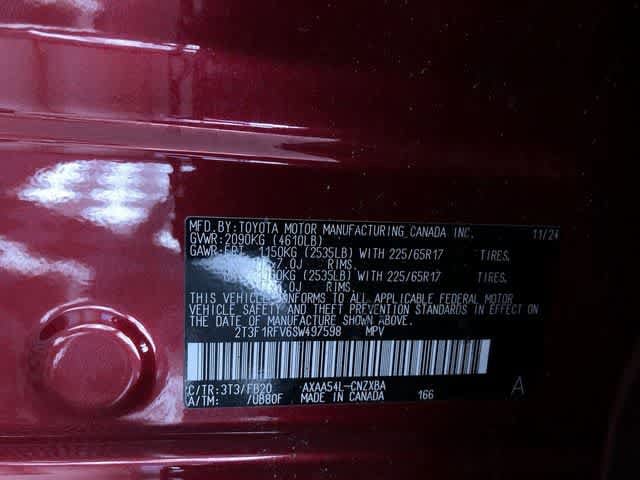 MFD.BY:TOYOTA MOTOR MANUFACTURING CANADA INC. 11/24
GVWR:2090KG (4610LB)
GAWR:FRT 1150KG (2535LB) WITH 225/65R17 TIRES,
7.0J RIMS,
(2535LB) WITH 225/65R17 TIRES,
RIMS,
THIS VEHICLE CONFORMS TO ALL APPLICABLE FEDERAL MOTOR
VEHICLE SAFETY AND THEFT PREVENTION STANDARDS
IN EFFECT ON
THE DATE OF MANUFACTURE SHOWN ABOVE.
2T3F1RFV6SW497598 MPV
C/TR:3T3/FB20 AXAA54L-CNZXBA
A/TM: /UB80F MADE IN CANADA 166 A